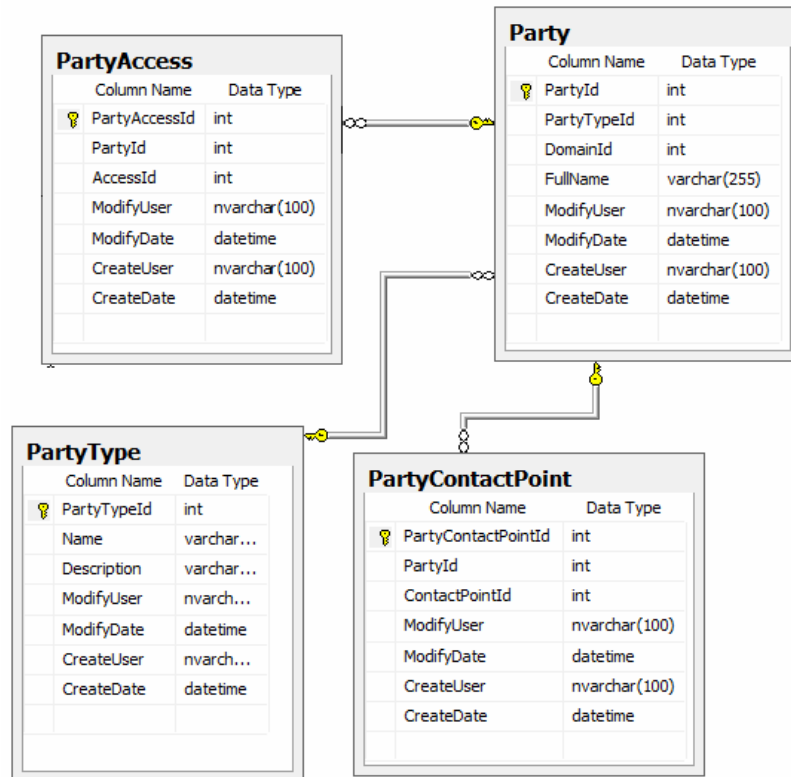 PartyAccess
Column Name Data Type
PartyAccessId int
PartyId int
AccessId int
ModifyUser nvarchar(100)
ModifyDate datetime
CreateUser nvarchar(100)
CreateDate datetime
Party
Column Name Data Type
PartyId int
PartyTypeId int
DomainId int
FullName varchar(255)
ModifyUser nvarchar(100)
ModifyDate datetime
CreateUser nvarchar(100)
CreateDate datetime
PartyType
Column Name Data Type
PartyTypeId int
Name varchar...
Description varchar...
ModifyUser nvarch...
ModifyDate datetime
CreateUser nvarch...
CreateDate datetime
PartyContactPoint
Column Name Data Type
PartyContactPointId int
PartyId int
ContactPointId int
ModifyUser nvarchar(100)
ModifyDate datetime
CreateUser nvarchar(100)
CreateDate datetime